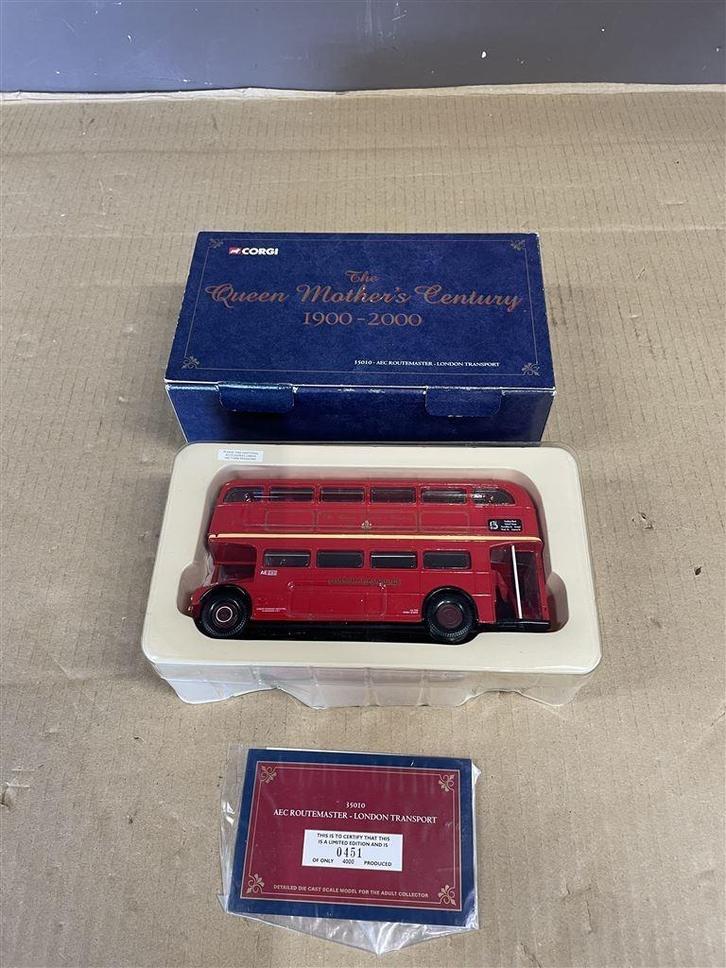 CORGI
The
Queen Mother's Century
1900 - 2000
35010 - AEC ROUTEMASTER - LONDON TRANSPORT
15
35010
AEC ROUTEMASTER - LONDON TRANSPORT
THIS IS TO CERTIFY THAT THIS
IS A LIMITED EDITION AND IS
0451
OF ONLY 4000 PRODUCED
DETAILED DIE CAST SCALE MODEL FOR THE ADULT COLLECTOR